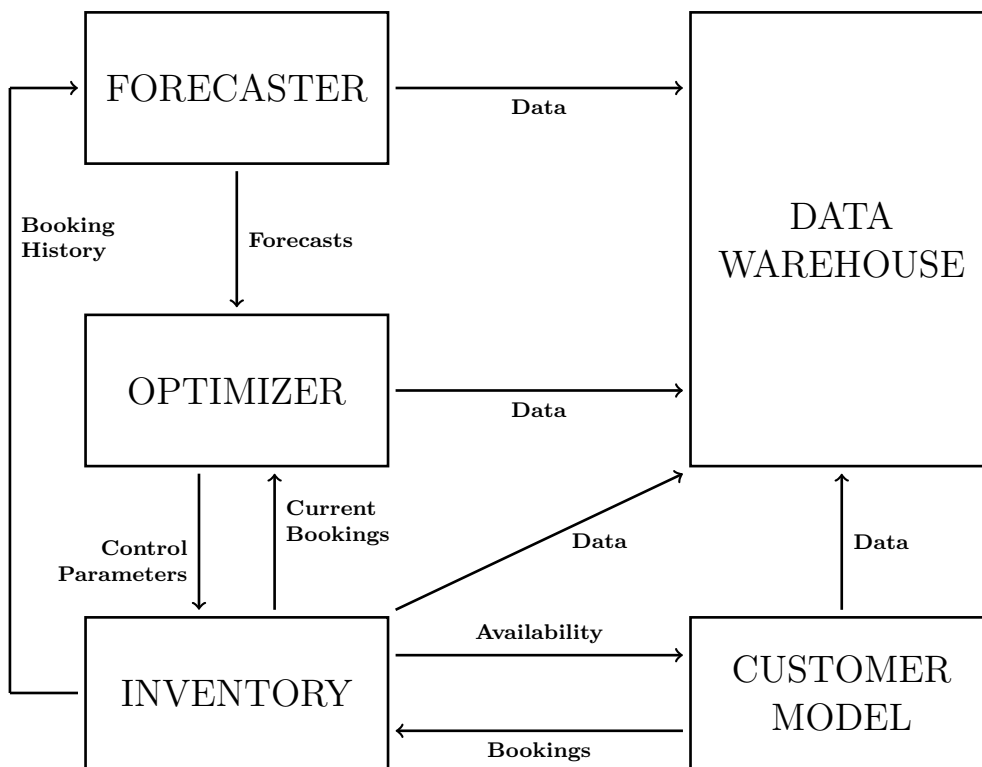 FORECASTER
Data
DATA
WAREHOUSE
Booking
History
Forecasts
OPTIMIZER
Data
Current
Bookings
Control
Parameters
Data
Data
INVENTORY
Availability
CUSTOMER
MODEL
Bookings